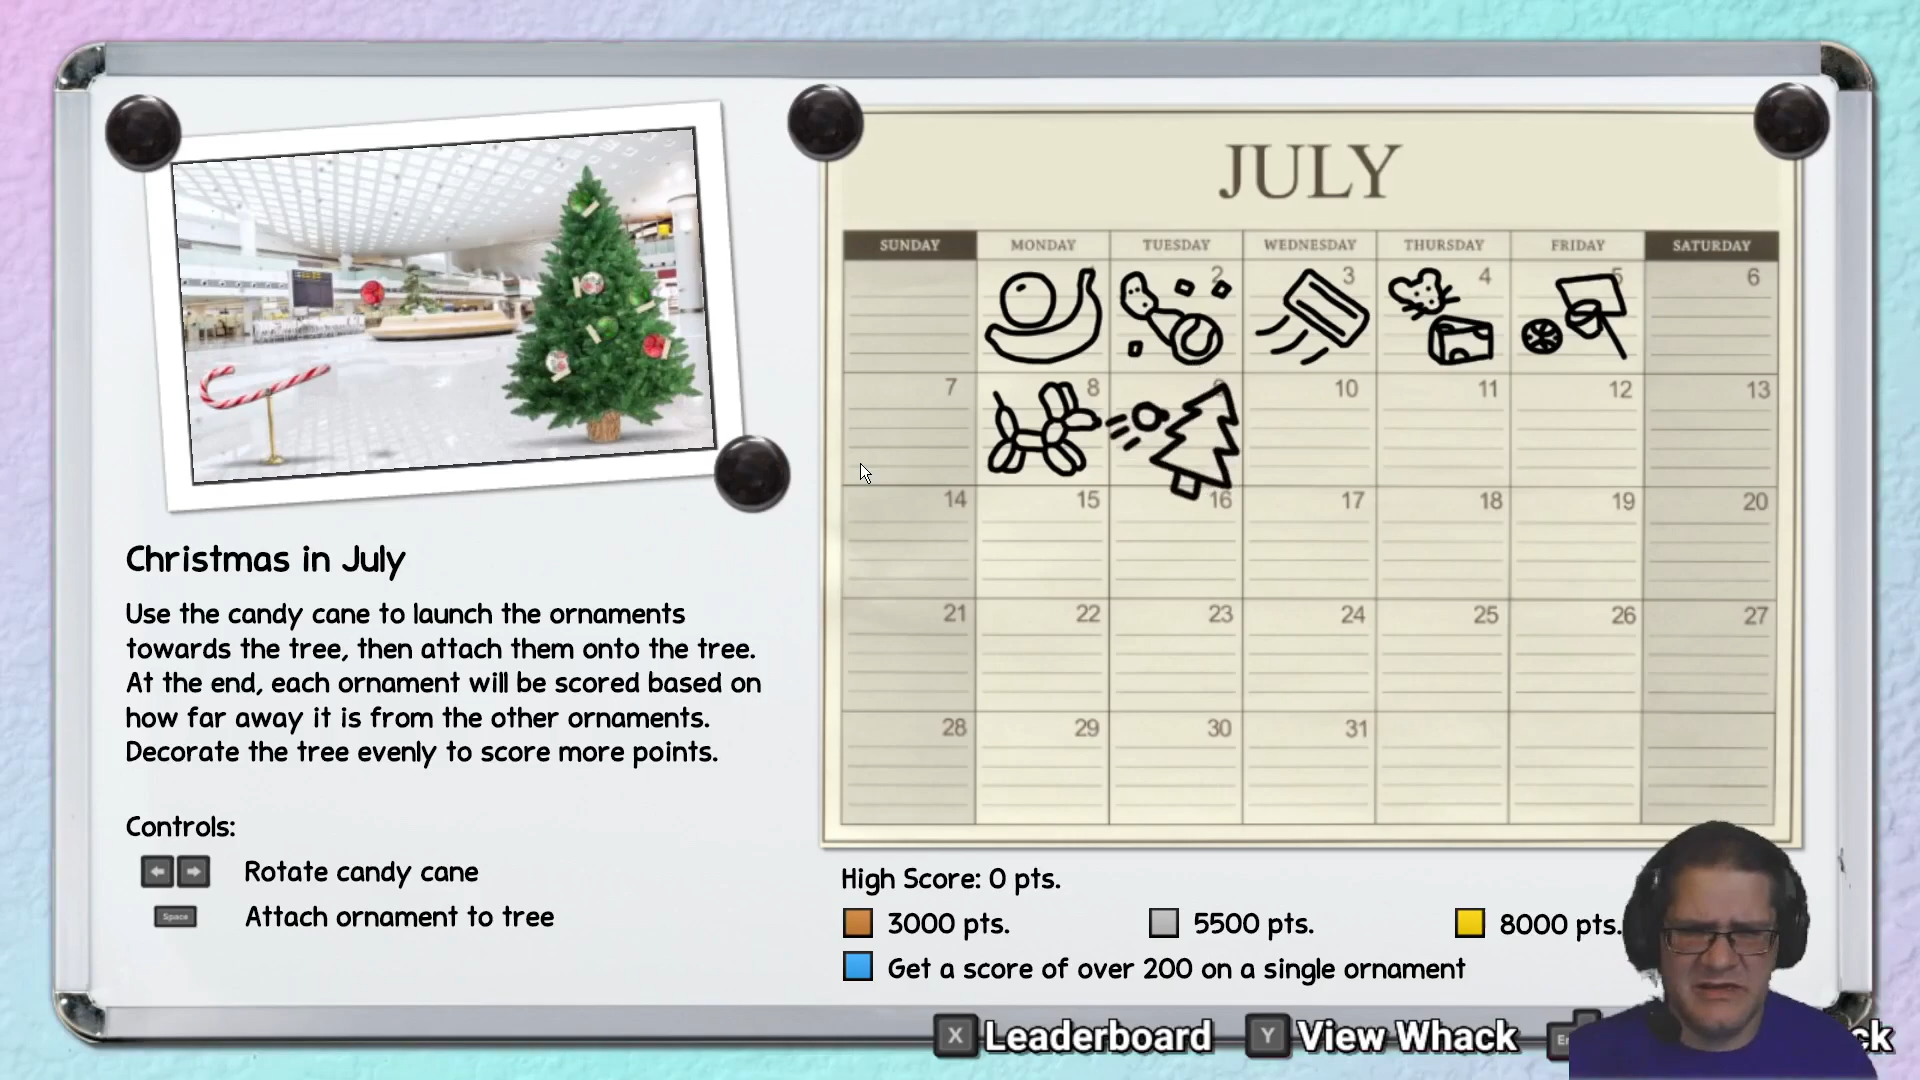 JULY
SUNDAY MONDAY TUESDAY WEDNESDAY THURSDAY FRIDAY SATURDAY
2 3 4 5 6
7 8 9 10 11 12 13
14 15 16 17 18 19 20
21 22 23 24 25 26 27
28 29 30 31
Christmas in July
Use the candy cane to launch the ornaments
towards the tree, then attach them onto the tree.
At the end, each ornament will be scored based on
how far away it is from the other ornaments.
Decorate the tree evenly to score more points.
Controls:
Rotate candy cane
Space Attach ornament to tree
High Score: 0 pts.
3000 pts. 5500 pts. 8000 pts.
Get a score of over 200 on a single ornament
X Leaderboard Y View Whack